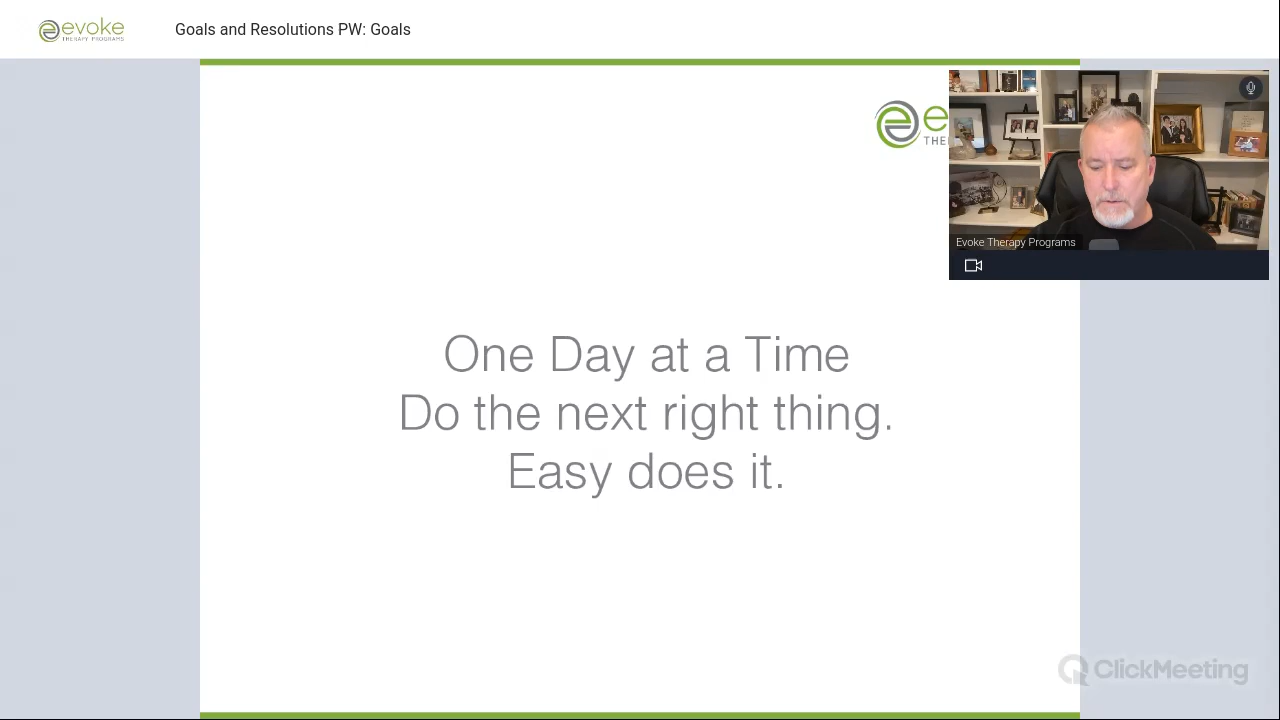 evoke
THERAPY PROGRAMS
Goals and Resolutions PW: Goals
e
THE
Evoke Therapy Programs
One Day at a Time
Do the next right thing.
Easy does it.
ClickMeeting